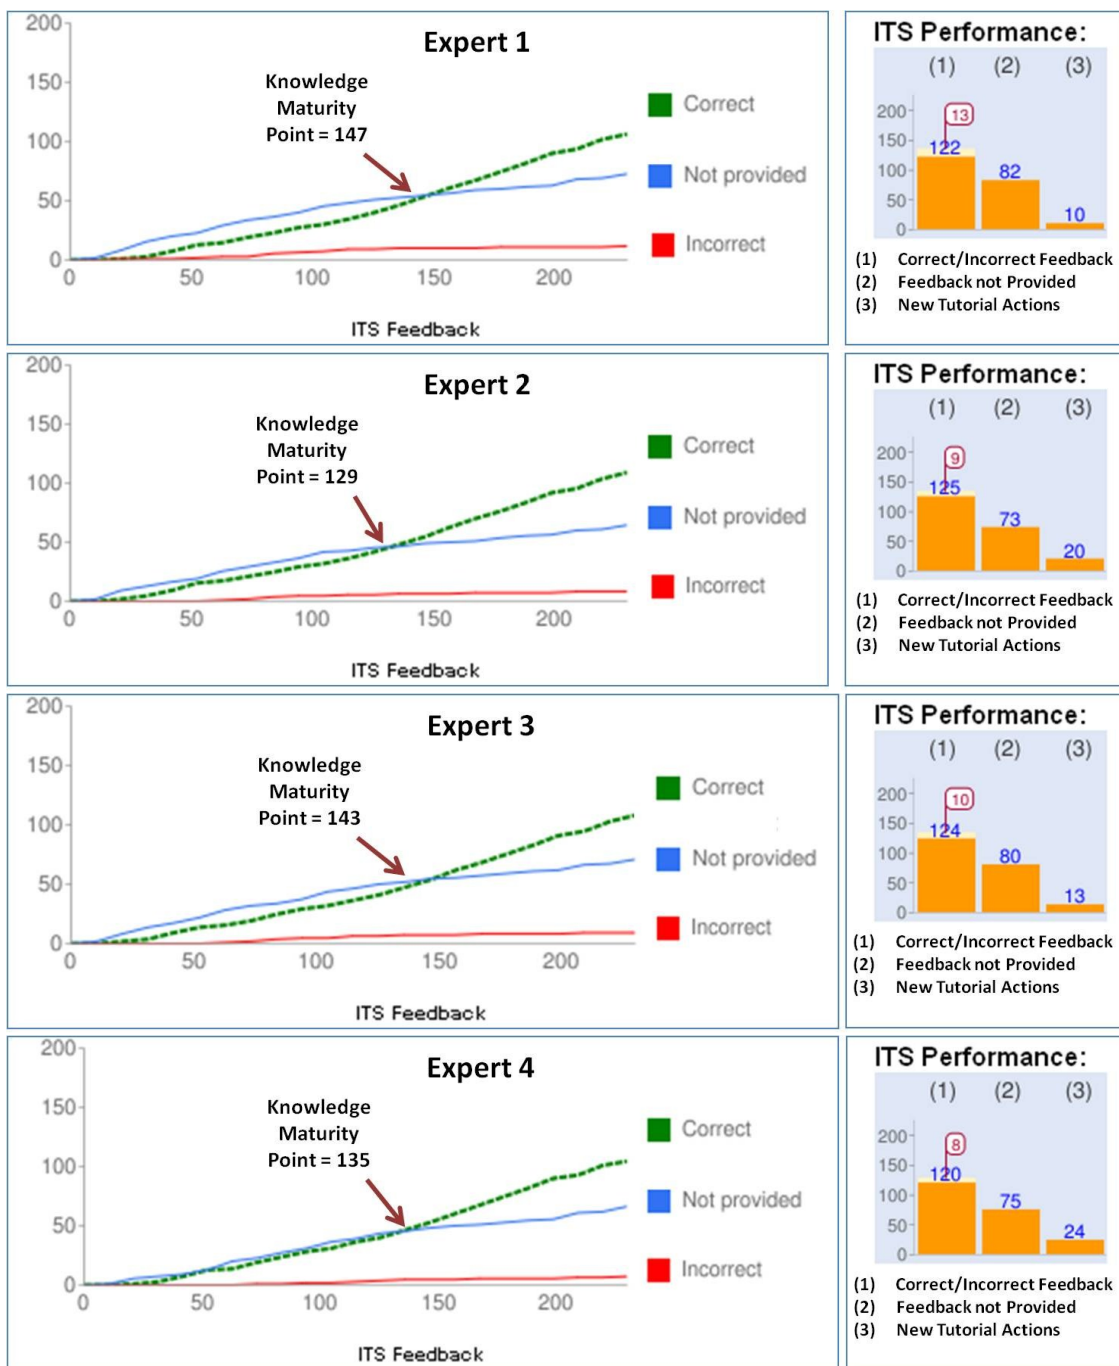 Expert 1
200
150
100
50
0
0 50 100 150 200
Knowledge
Maturity
Point = 147
Correct
Not provided
Incorrect
ITS Feedback
ITS Performance:
(1) (2) (3)
200
150
100
50
0
13
122
82
10
(1) Correct/Incorrect Feedback
(2) Feedback not Provided
(3) New Tutorial Actions
Expert 2
200
150
100
50
0
0 50 100 150 200
Knowledge
Maturity
Point = 129
Correct
Not provided
Incorrect
ITS Feedback
ITS Performance:
(1) (2) (3)
200
150
100
50
0
9
125
73
20
(1) Correct/Incorrect Feedback
(2) Feedback not Provided
(3) New Tutorial Actions
Expert 3
200
150
100
50
0
0 50 100 150 200
Knowledge
Maturity
Point = 143
Correct
Not provided
Incorrect
ITS Feedback
ITS Performance:
(1) (2) (3)
200
150
100
50
0
10
124
80
13
(1) Correct/Incorrect Feedback
(2) Feedback not Provided
(3) New Tutorial Actions
Expert 4
200
150
100
50
0
0 50 100 150 200
Knowledge
Maturity
Point = 135
Correct
Not provided
Incorrect
ITS Feedback
ITS Performance:
(1) (2) (3)
200
150
100
50
0
8
120
75
24
(1) Correct/Incorrect Feedback
(2) Feedback not Provided
(3) New Tutorial Actions